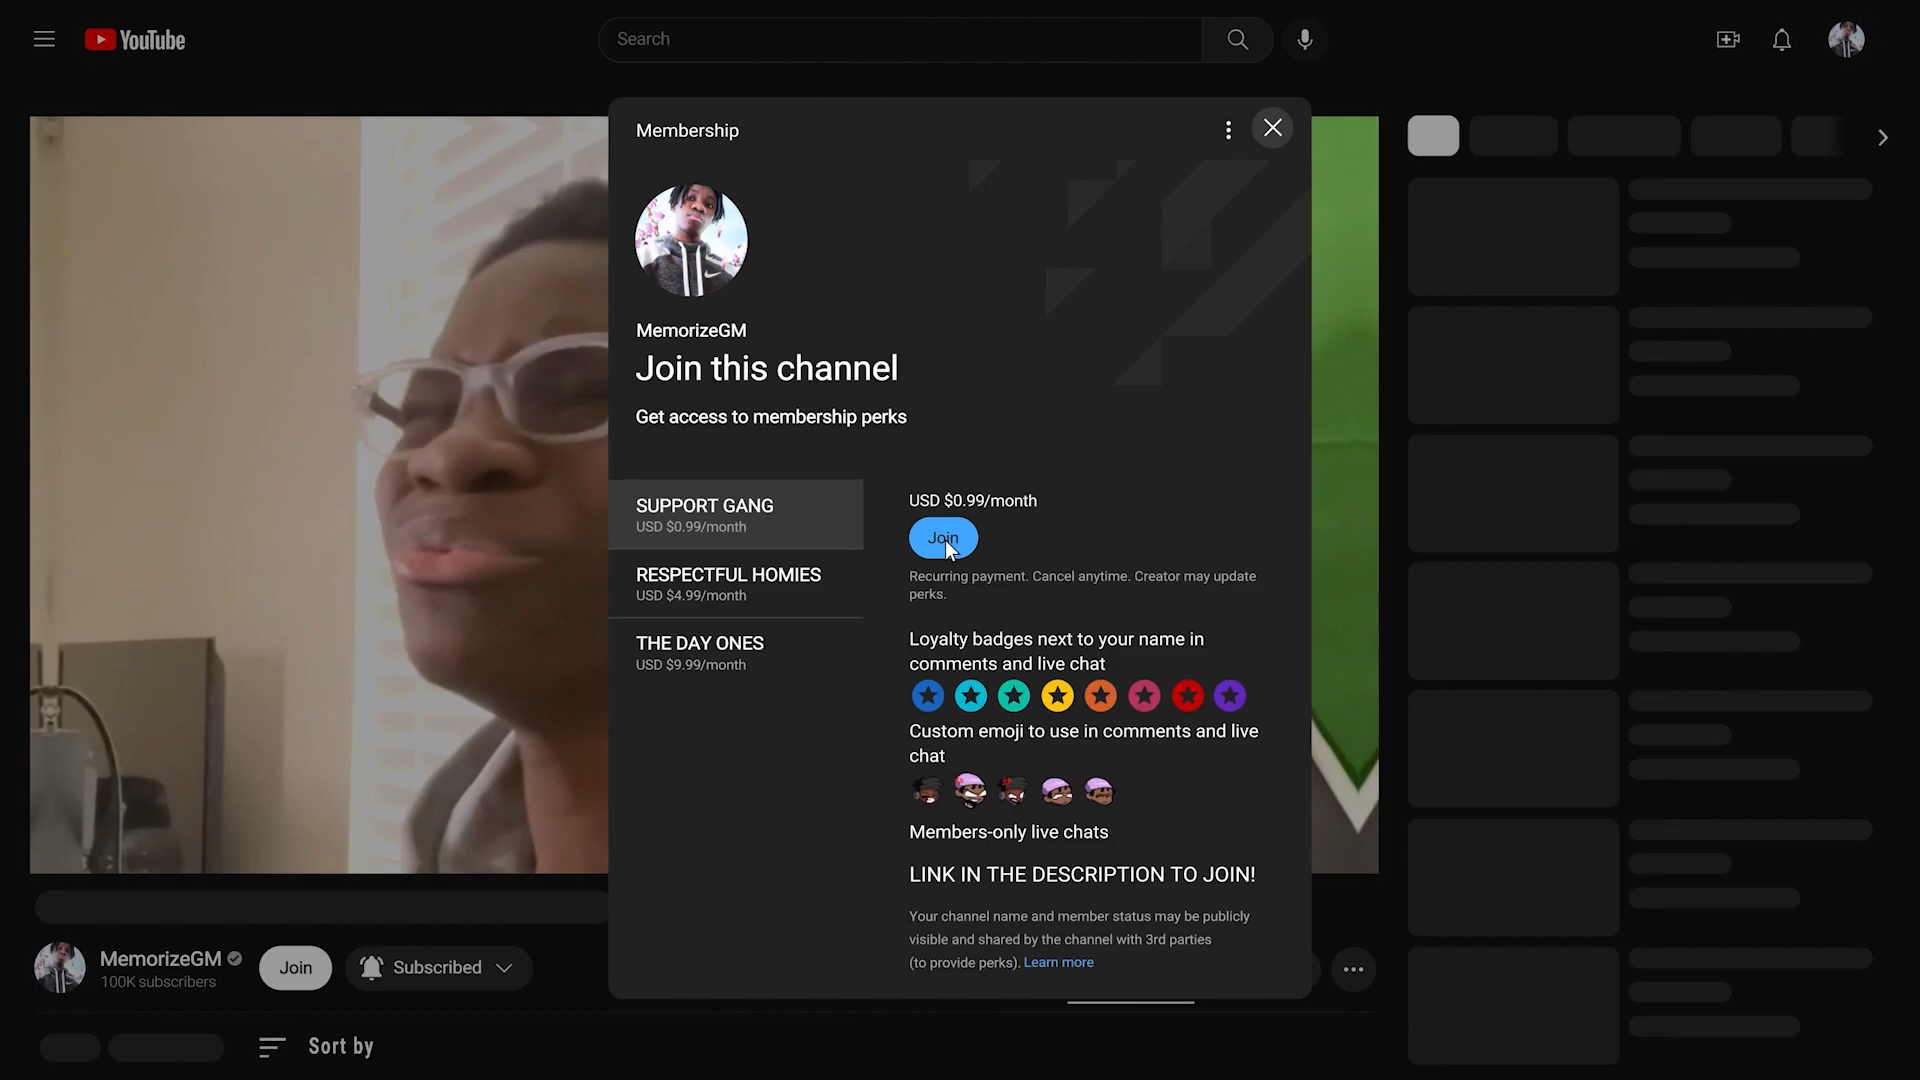 YouTube
Search
Membership
MemorizeGM
Join this channel
Get access to membership perks
SUPPORT GANG
USD $0.99/month
RESPECTFUL HOMIES
USD $4.99/month
THE DAY ONES
USD $9.99/month
USD $0.99/month
Join
Recurring payment. Cancel anytime. Creator may update
perks.
Loyalty badges next to your name in
comments and live chat
Custom emoji to use in comments and live
chat
Members-only live chats
LINK IN THE DESCRIPTION TO JOIN!
Your channel name and member status may be publicly
visible and shared by the channel with 3rd parties
(to provide perks). Learn more
MemorizeGM
100K subscribers
Join
Subscribed
Sort by